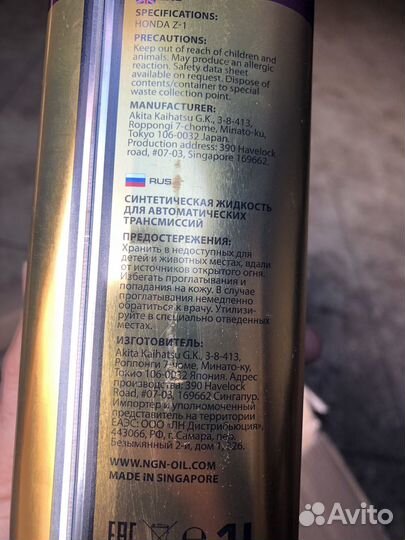 SPECIFICATIONS:
HONDA Z-1
PRECAUTIONS:
Keep out of reach of children and
animals. May produce an allergic
reaction. Safety data sheet
available on request. Dispose of
contents/container to special
waste collection point.
MANUFACTURER:
Akita Kaihatsu G.K., 3-8-413,
Roppongi 7-chome, Minato-ku,
Tokyo 106-0032 Japan.
Production address: 390 Havelock
road, #07-03, Singapore 169662.
RUS
СИНТЕТИЧЕСКАЯ ЖИДКОСТЬ
ДЛЯ АВТОМАТИЧЕСКИХ
ТРАНСМИССИЙ
ПРЕДОСТЕРЕЖЕНИЯ:
Хранить в недоступных для
детей и животных местах, вдали
от источников открытого огня.
Избегать проглатывания и
попадания на кожу. В случае
проглатывания немедленно
обратиться к врачу. Утилизи-
руйте в специально отведенных
местах.
ИЗГОТОВИТЕЛЬ:
Akita Kaihatsu G.K., 3-8-413,
Роппонги 7-чоме, Минато-ку,
Токио 106-0032 Япония. Адрес
производства: 390 Havelock
Road, #07-03, 169662 Сингапур.
Импортер и уполномоченный
представитель на территории
ЕАЭС: ООО «ЛН Дистрибьюция»,
443066, РФ, г. Самара, пер.
Безымянный 2-й, дом 1, 226.
WWW.NGN-OIL.COM
MADE IN SINGAPORE
EAC
1L
Avito